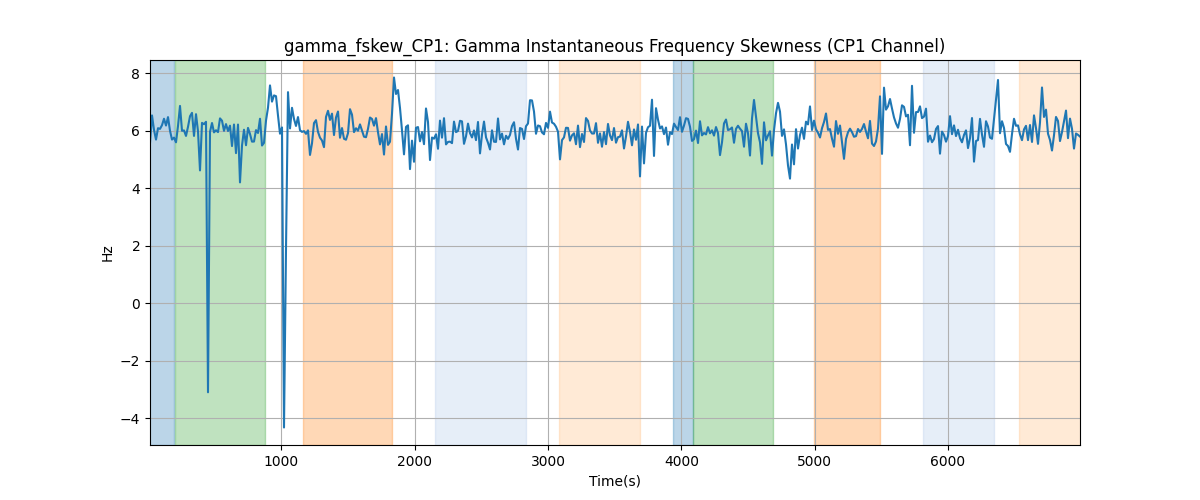 gamma_fskew_CP1: Gamma Instantaneous Frequency Skewness (CP1 Channel)
8
6
4
2
0
−2
−4
Hz
1000 2000 3000 4000 5000 6000
Time(s)